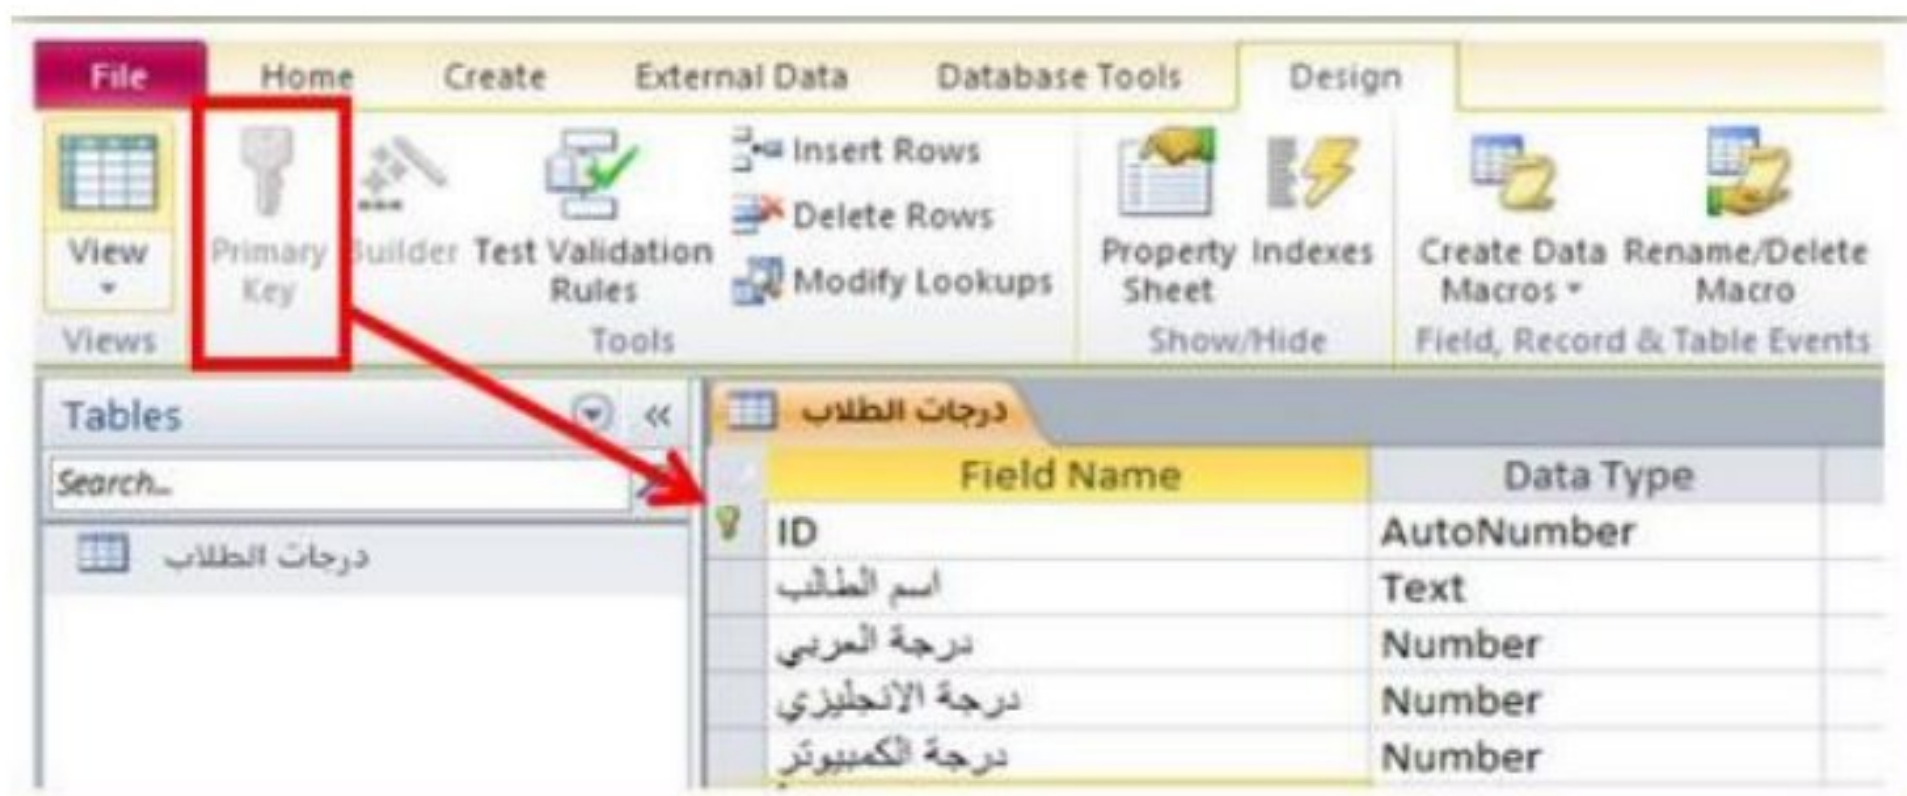 File Home Create External Data Database Tools Design
View Primary Key Builder Test Validation Rules Insert Rows Delete Rows Modify Lookups Property Sheet Indexes Create Data Macros Rename/Delete Macro
Views Tools Show/Hide Field, Record & Table Events
Tables درجات الطلاب
Search... Field Name Data Type
ID AutoNumber
درجات الطلاب
اسم الطالب Text
درجة العربي Number
درجة الانجليزي Number
درجة الكمبيوتر Number